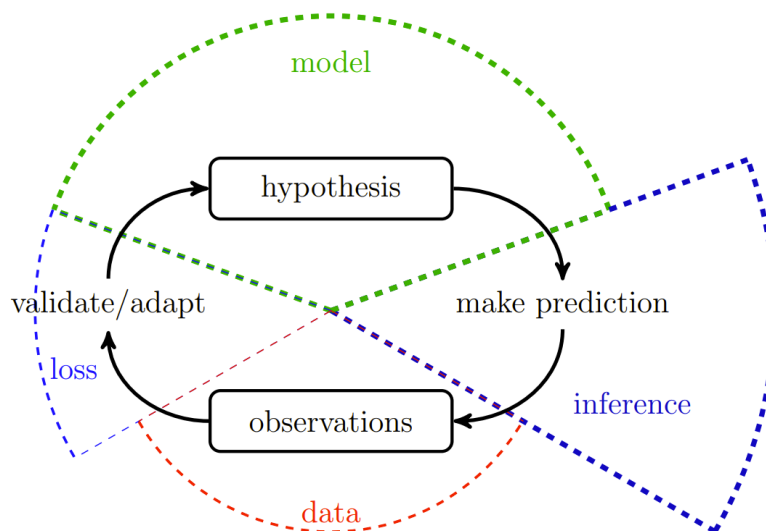 model
hypothesis
validate/adapt
make prediction
loss
observations
inference
data